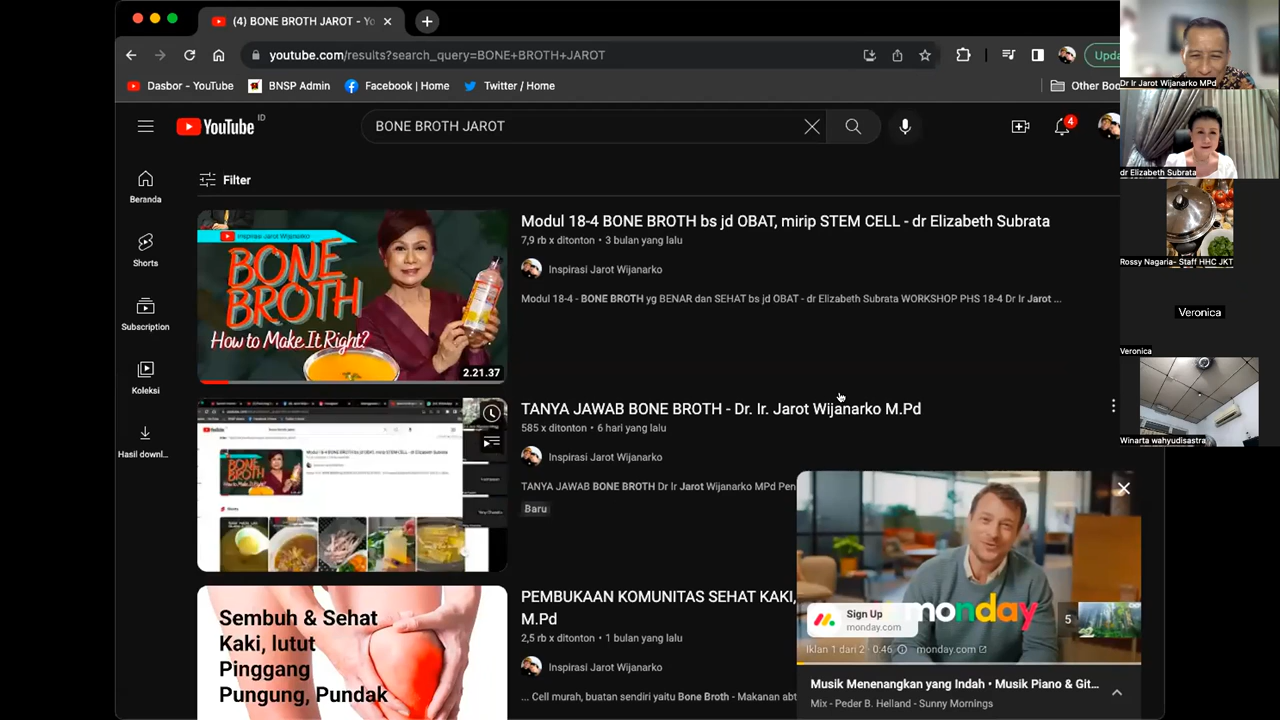 (4) BONE BROTH JAROT - Yo
youtube.com/results?search_query=BONE+BROTH+JAROT
Upda
Dasbor - YouTube
BNSP Admin
Facebook | Home
Twitter / Home
Other Boo
YouTube ID
BONE BROTH JAROT
4
Filter
Beranda
Shorts
Subscription
Koleksi
Hasil downl...
Inspirasi Jarot Wijanarko
BONE
BROTH
How to Make It Right?
2.21.37
Modul 18-4 BONE BROTH bs jd OBAT, mirip STEM CELL - dr Elizabeth Subrata
7,9 rb x ditonton • 3 bulan yang lalu
Inspirasi Jarot Wijanarko
Modul 18-4 - BONE BROTH yg BENAR dan SEHAT bs jd OBAT - dr Elizabeth Subrata WORKSHOP PHS 18-4 Dr Ir Jarot ...
TANYA JAWAB BONE BROTH - Dr. Ir. Jarot Wijanarko M.Pd
585 x ditonton • 6 hari yang lalu
Inspirasi Jarot Wijanarko
TANYA JAWAB BONE BROTH Dr Ir Jarot Wijanarko MPd Pen
Baru
Sembuh & Sehat
Kaki, lutut
Pinggang
Pungung, Pundak
PEMBUKAAN KOMUNITAS SEHAT KAKI,
M.Pd
2,5 rb x ditonton • 1 bulan yang lalu
Inspirasi Jarot Wijanarko
... Cell murah, buatan sendiri yaitu Bone Broth - Makanan abt
Sign Up
monday.com
monday
5
Iklan 1 dari 2 • 0:46
monday.com
Musik Menenangkan yang Indah • Musik Piano & Git...
Mix - Peder B. Helland - Sunny Mornings
Dr Ir Jarot Wijanarko MPd
dr Elizabeth Subrata
Rossy Nagaria- Staff HHC JKT
Veronica
Veronica
Winarta wahyudisastra